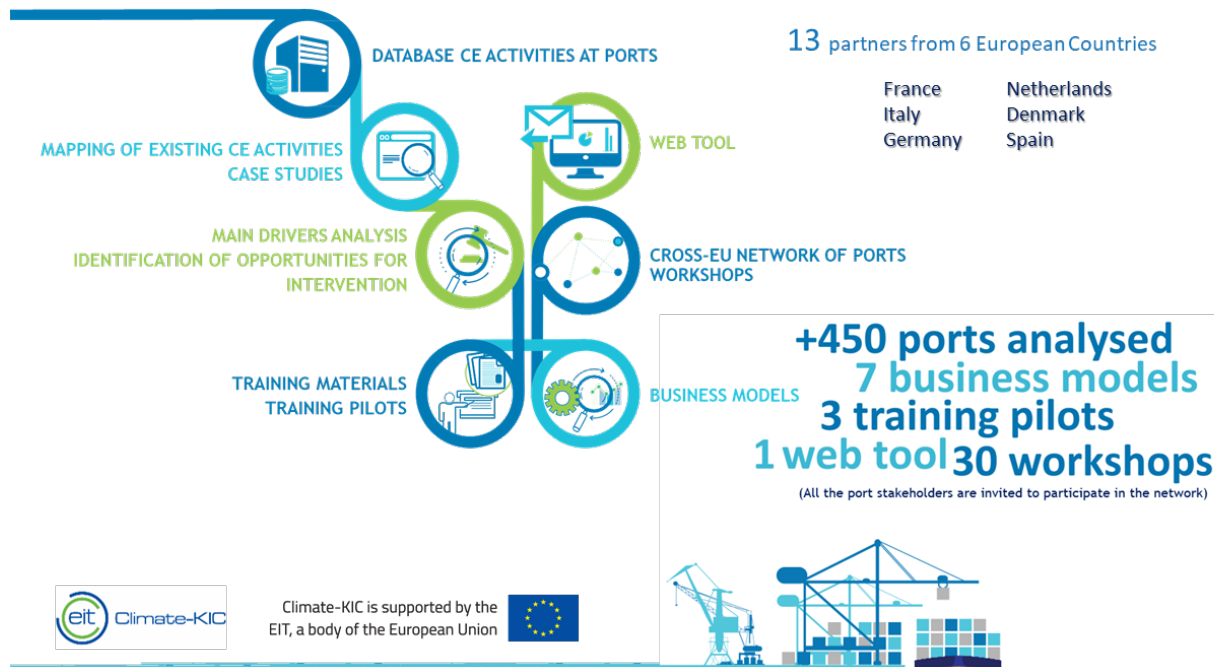 DATABASE CE ACTIVITIES AT PORTS
MAPPING OF EXISTING CE ACTIVITIES
CASE STUDIES
MAIN DRIVERS ANALYSIS
IDENTIFICATION OF OPPORTUNITIES FOR
INTERVENTION
TRAINING MATERIALS
TRAINING PILOTS
BUSINESS MODELS
CROSS-EU NETWORK OF PORTS
WORKSHOPS
WEB TOOL
13 partners from 6 European Countries
France Netherlands
Italy Denmark
Germany Spain
+450 ports analysed
7 business models
3 training pilots
1 web tool 30 workshops
(All the port stakeholders are invited to participate in the network)
eit Climate-KIC
Climate-KIC is supported by the
EIT, a body of the European Union